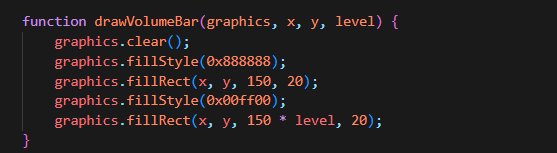 function drawVolumeBar(graphics, x, y, level) {
    graphics.clear();
    graphics.fillStyle(0x888888);
    graphics.fillRect(x, y, 150, 20);
    graphics.fillStyle(0x00ff00);
    graphics.fillRect(x, y, 150 * level, 20);
}